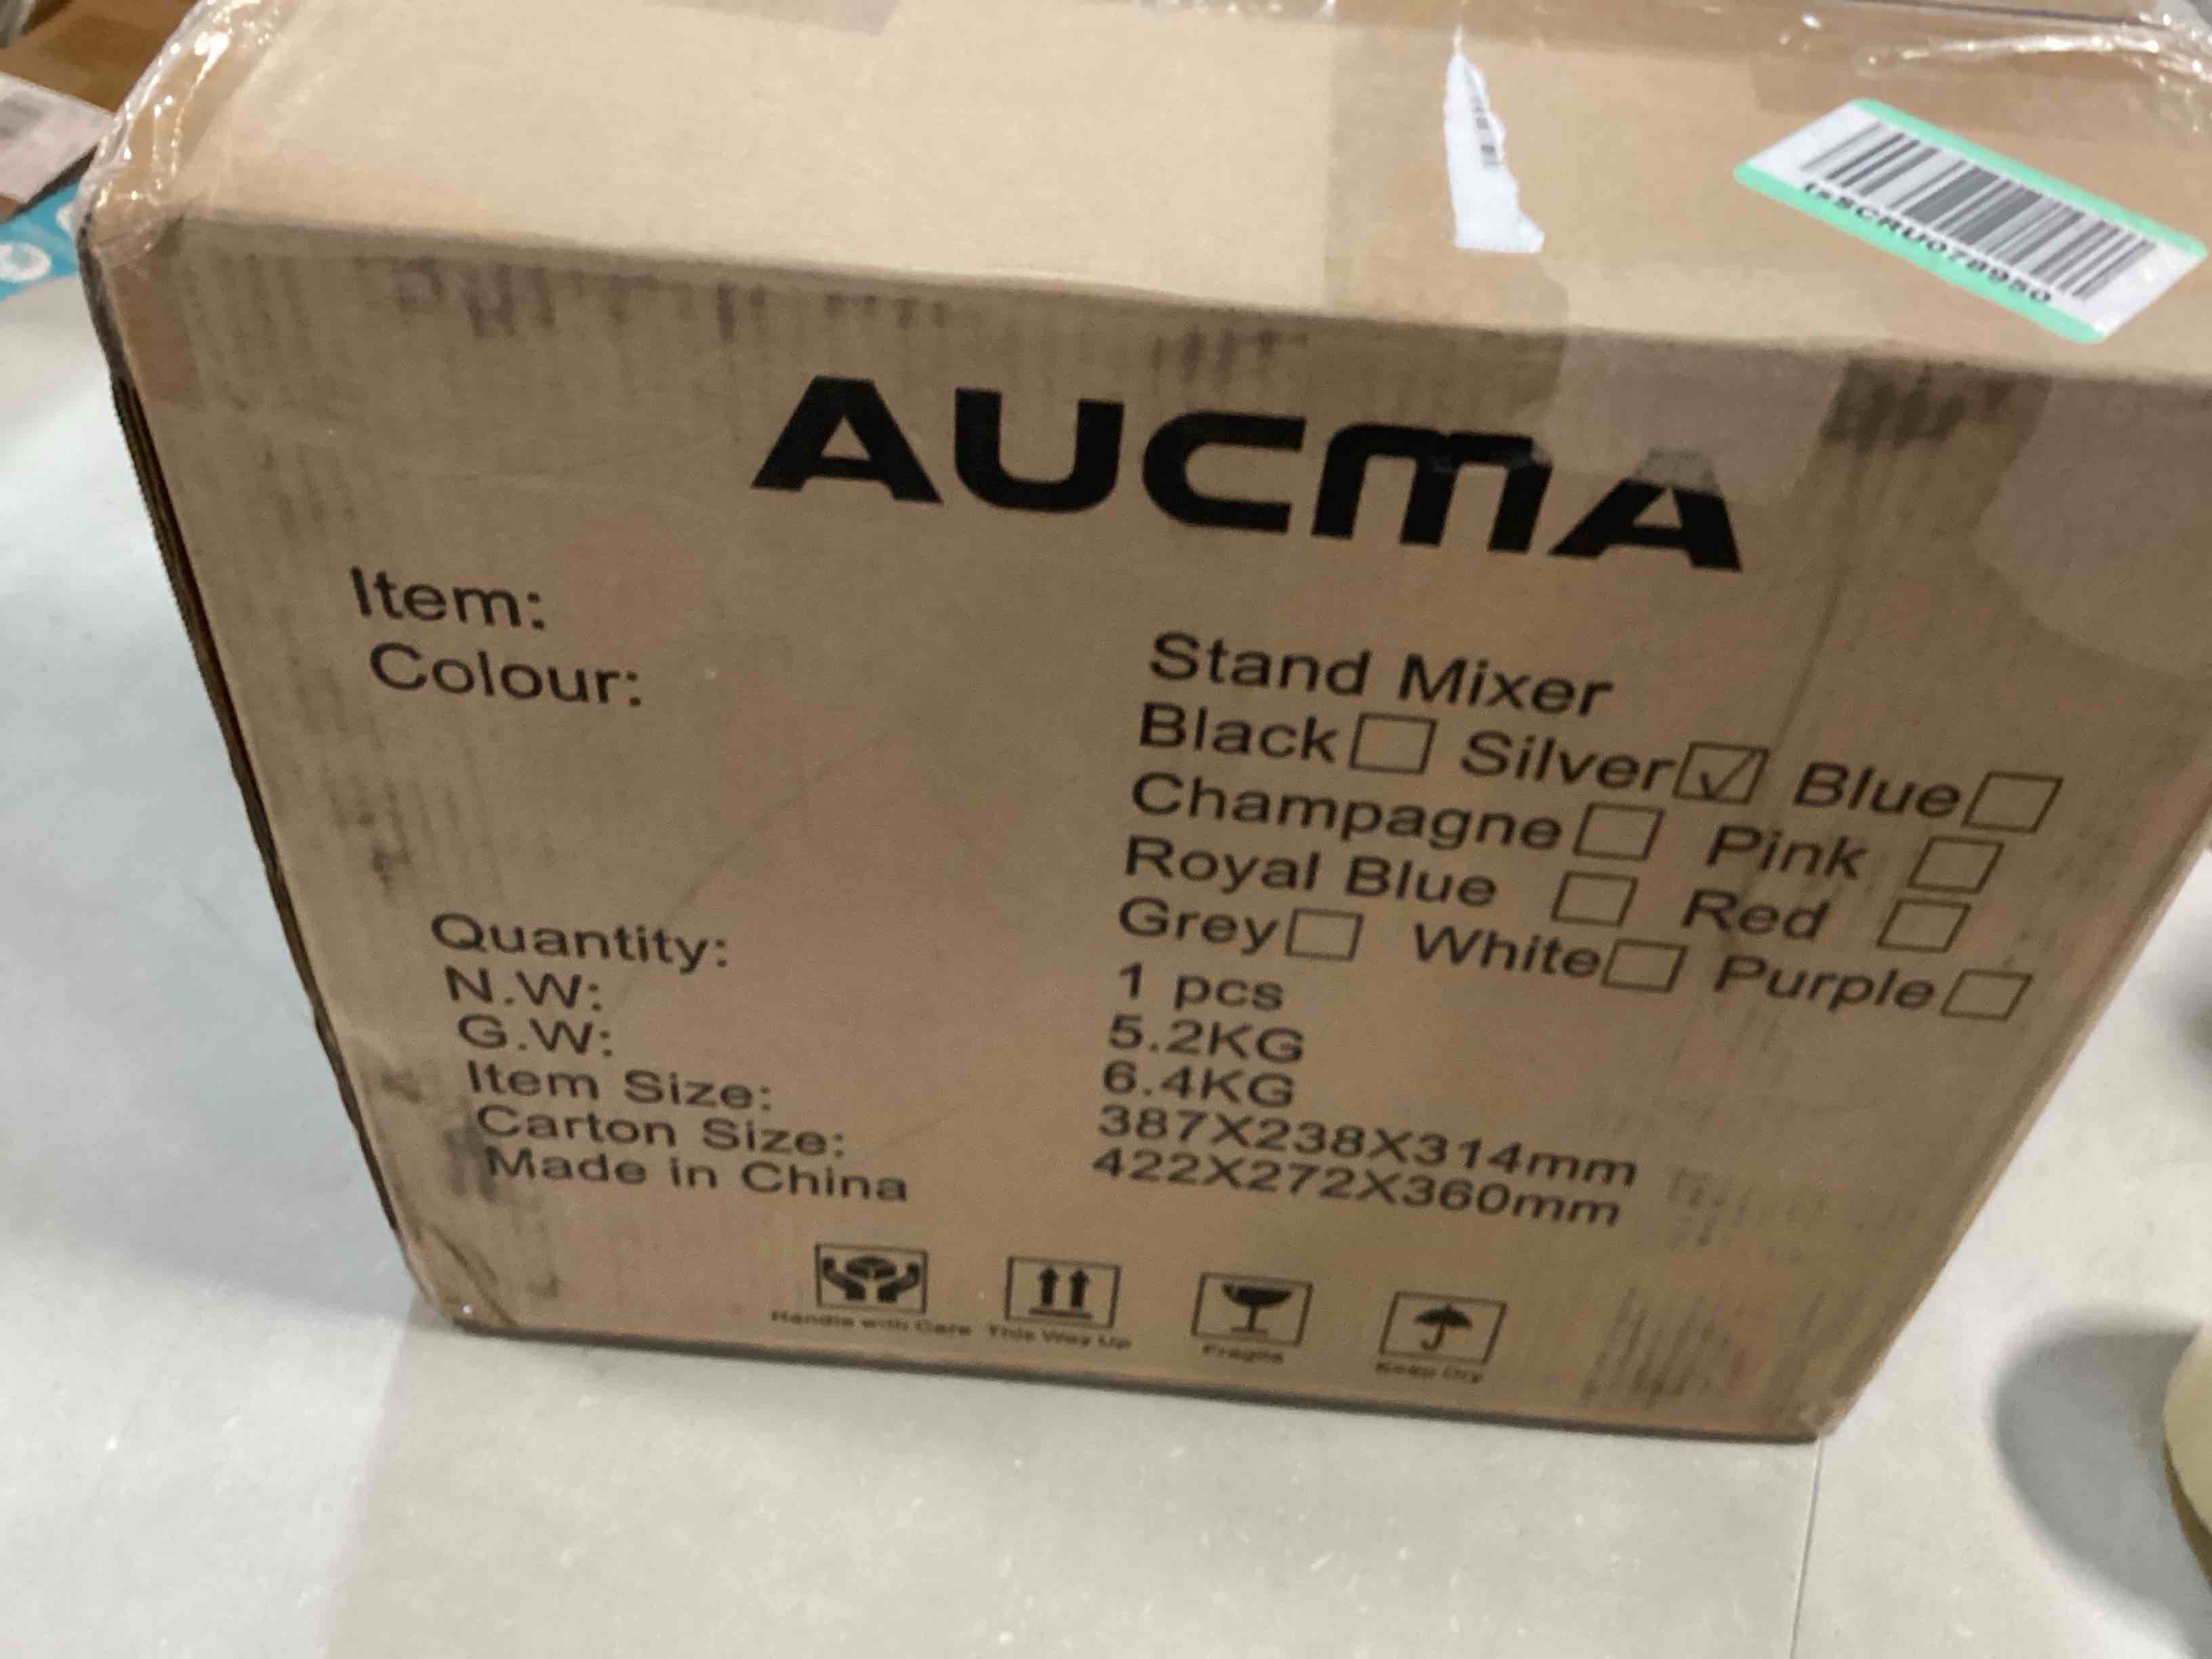 AUCMA
Item: Stand Mixer
Colour: Black Silver Blue
Champagne Pink
Royal Blue Red
Grey White Purple
Quantity: 1 pcs
N.W: 5.2KG
G.W: 6.4KG
Item Size: 387X238X314mm
Carton Size: 422X272X360mm
Made in China
Handle with Care This Way Up Fragile Keep Dry